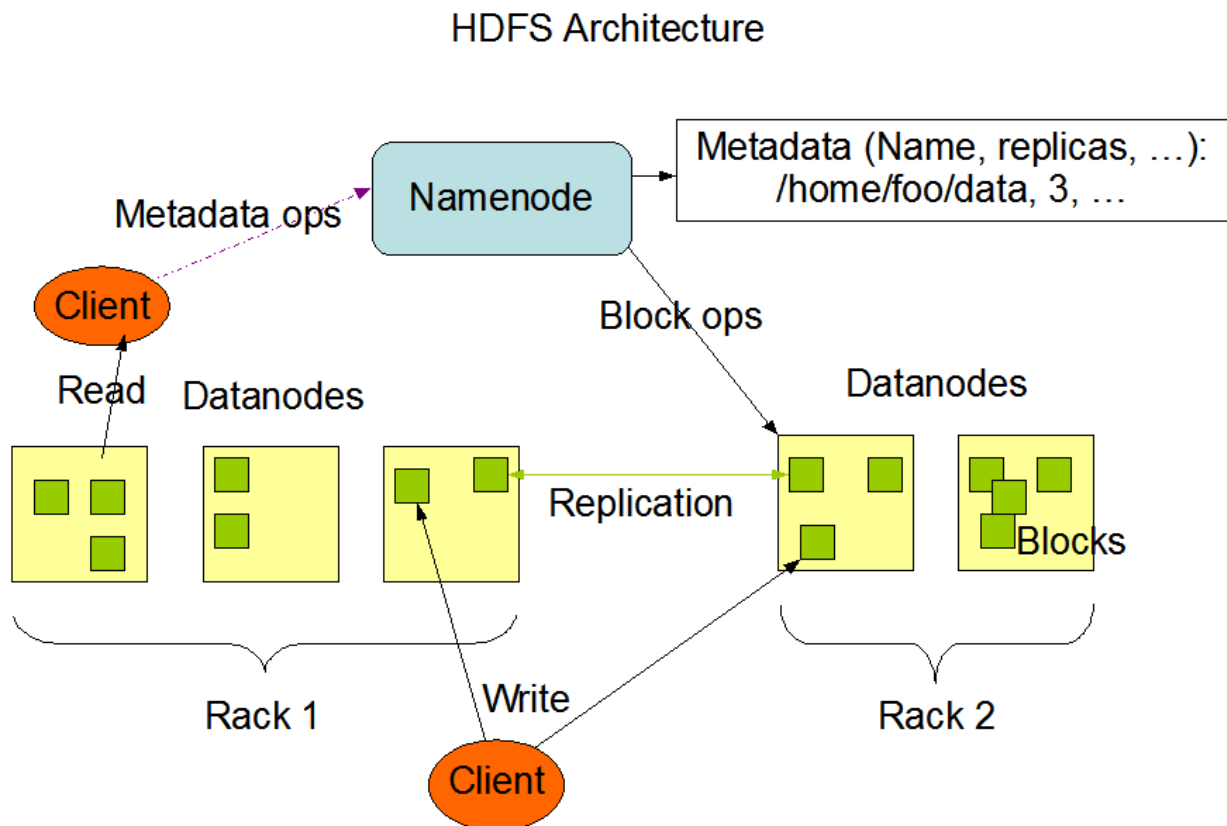 HDFS Architecture
Metadata (Name, replicas, …):
/home/foo/data, 3, …
Namenode
Metadata ops
Client
Block ops
Read
Datanodes
Datanodes
Replication
Blocks
Rack 1
Write
Rack 2
Client